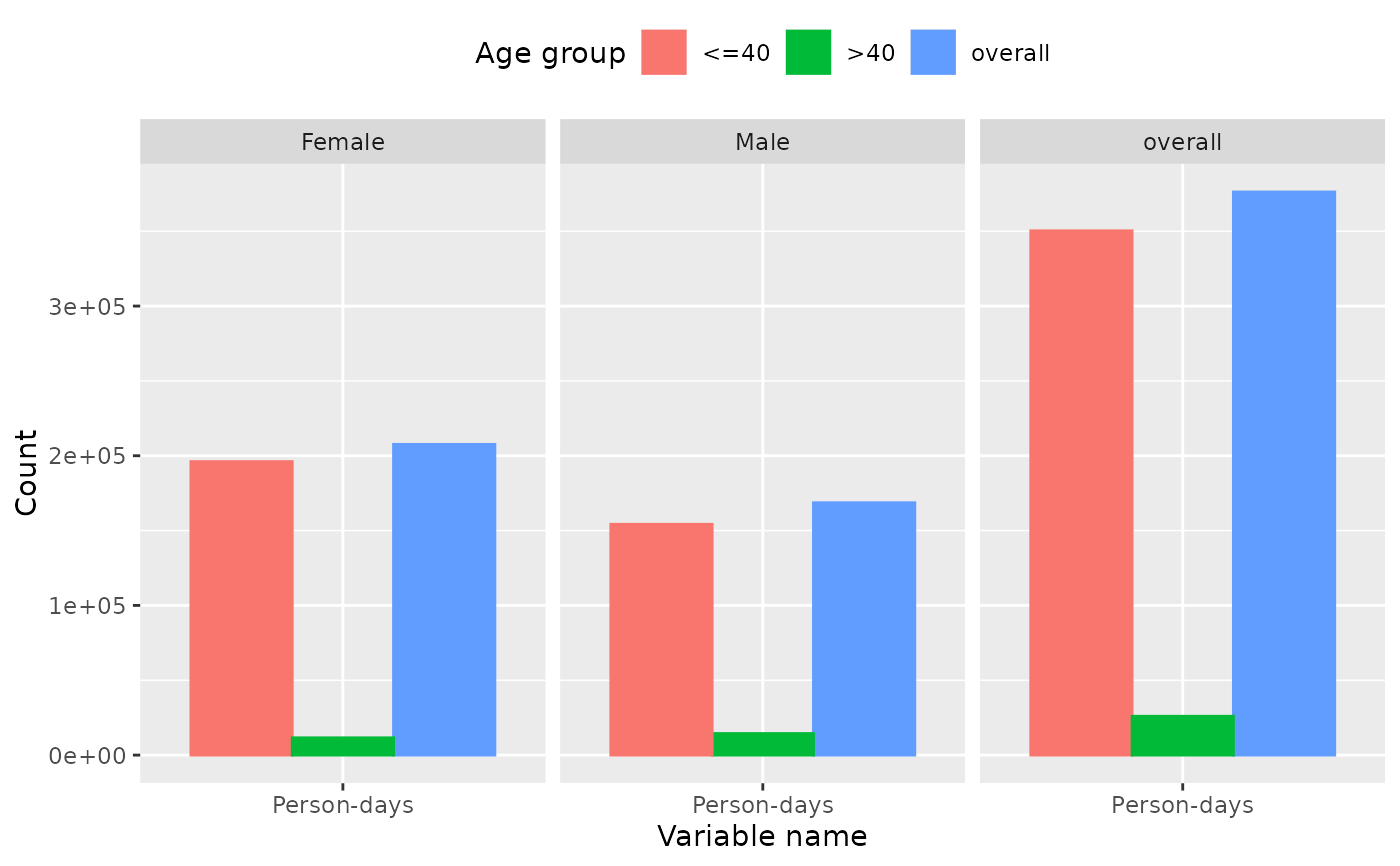 Age group <=40 >40 overall
Female Male overall
3e+05
2e+05
1e+05
0e+00
Count
Person-days Person-days Person-days
Variable name